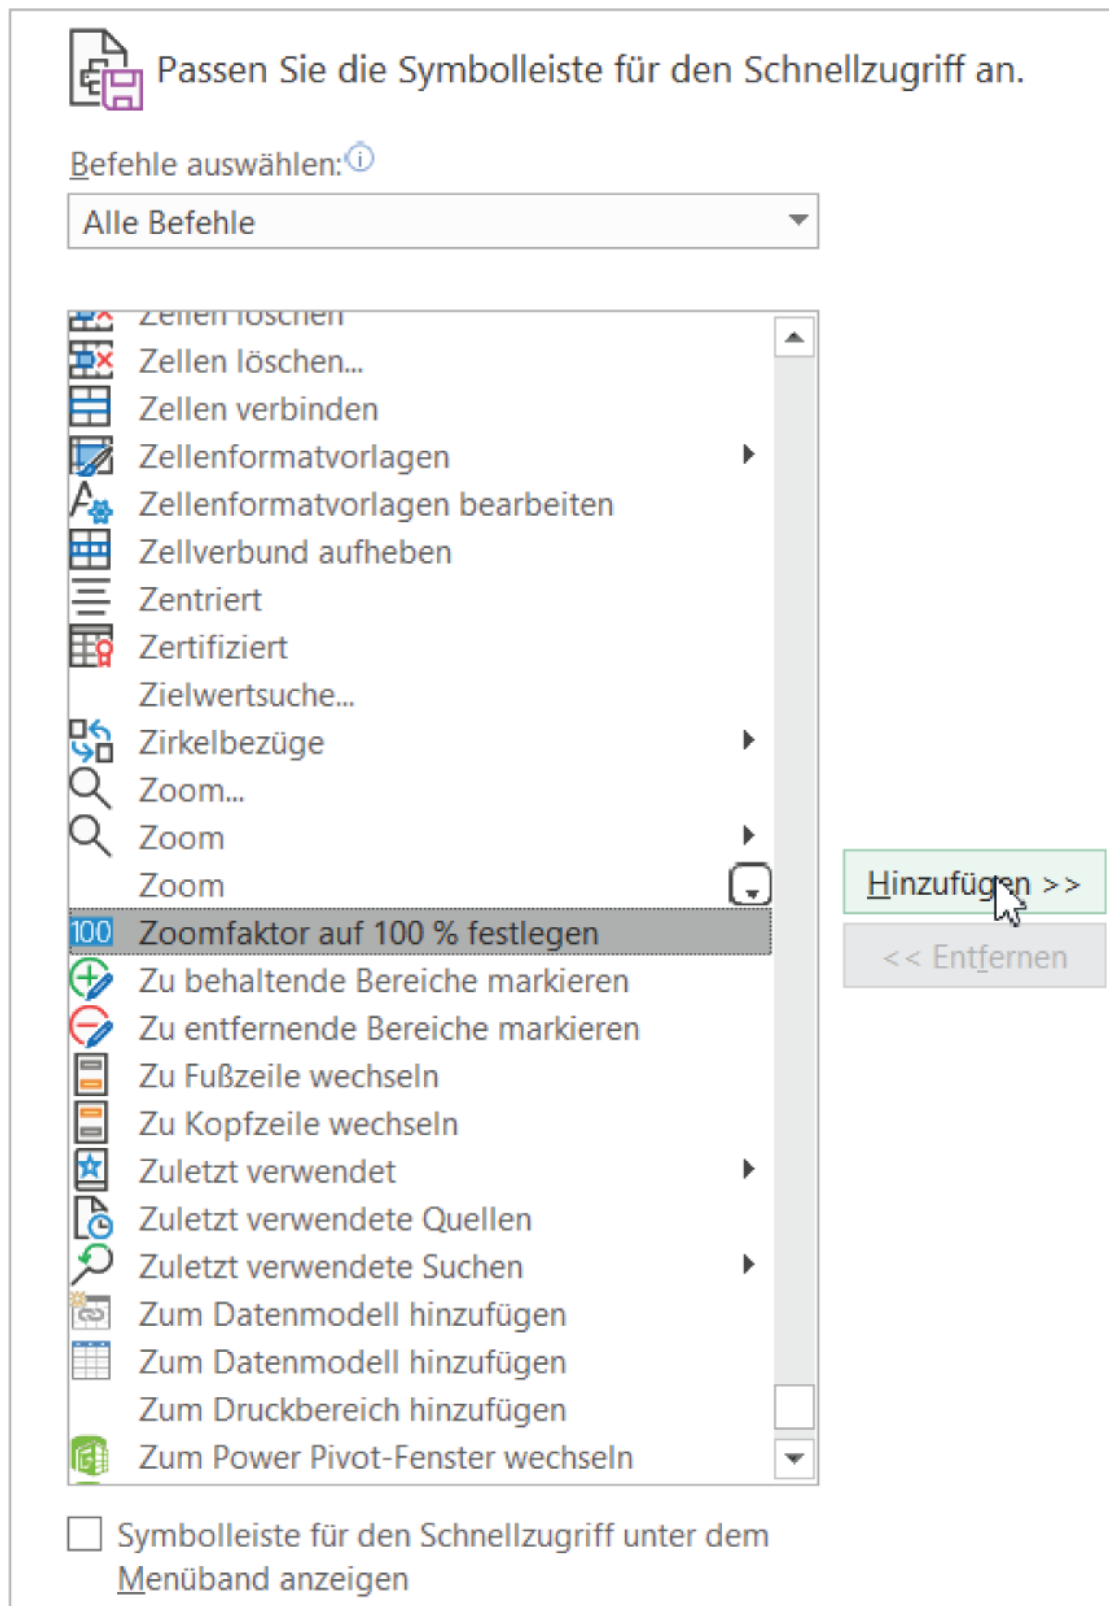 Passen Sie die Symbolleiste für den Schnellzugriff an.
Befehle auswählen:
Alle Befehle
Zellen löschen
Zellen löschen...
Zellen verbinden
Zellenformatvorlagen
Zellenformatvorlagen bearbeiten
Zellverbund aufheben
Zentriert
Zertifiziert
Zielwertsuche...
Zirkelbezüge
Zoom...
Zoom
Zoom
Hinzufügen >>
100 Zoomfaktor auf 100 % festlegen
<< Entfernen
Zu behaltende Bereiche markieren
Zu entfernende Bereiche markieren
Zu Fußzeile wechseln
Zu Kopfzeile wechseln
Zuletzt verwendet
Zuletzt verwendete Quellen
Zuletzt verwendete Suchen
Zum Datenmodell hinzufügen
Zum Datenmodell hinzufügen
Zum Druckbereich hinzufügen
Zum Power Pivot-Fenster wechseln
Symbolleiste für den Schnellzugriff unter dem
Menüband anzeigen